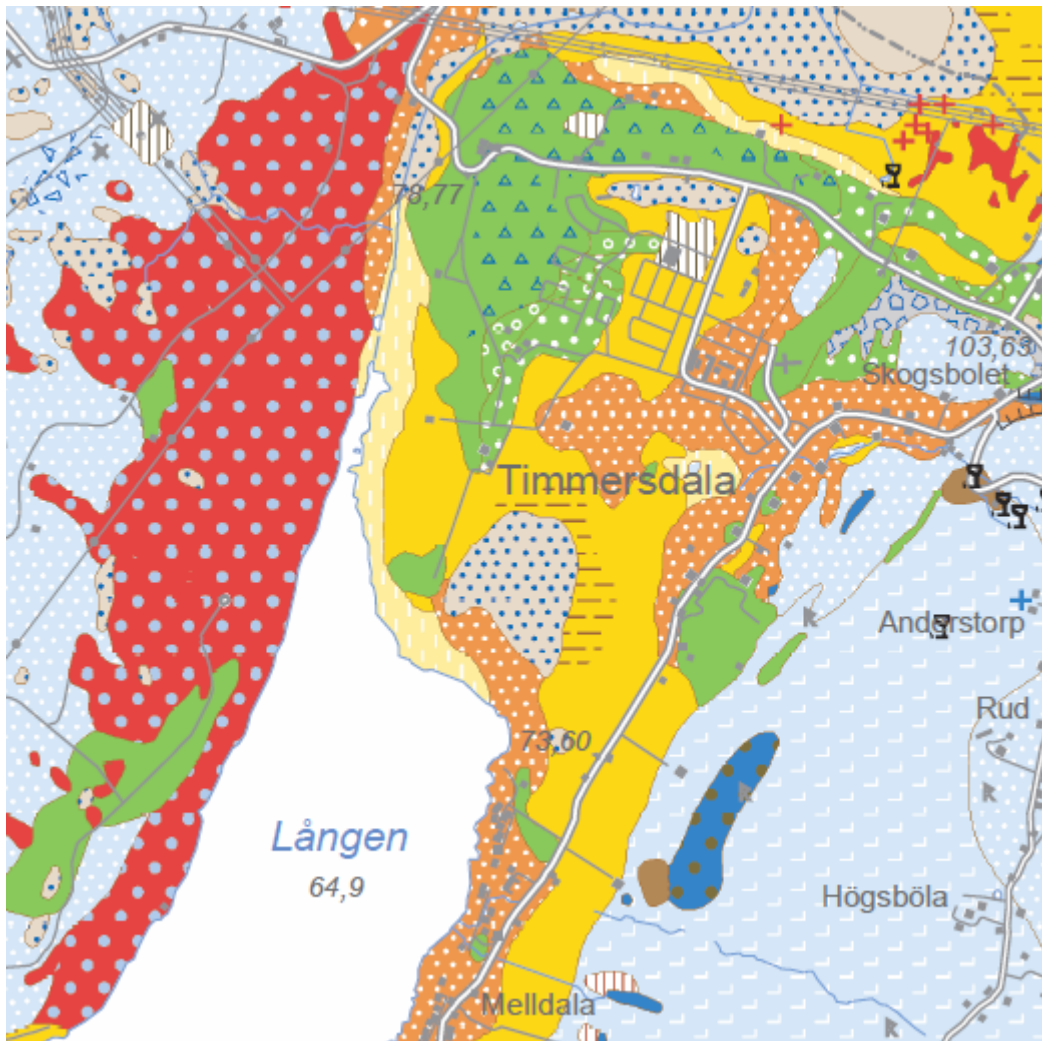 78,77
103,63
Skogsbolet
Timmersdala
Anderstorp
Rud
73,60
Lången
64,9
Högsböla
Melldala